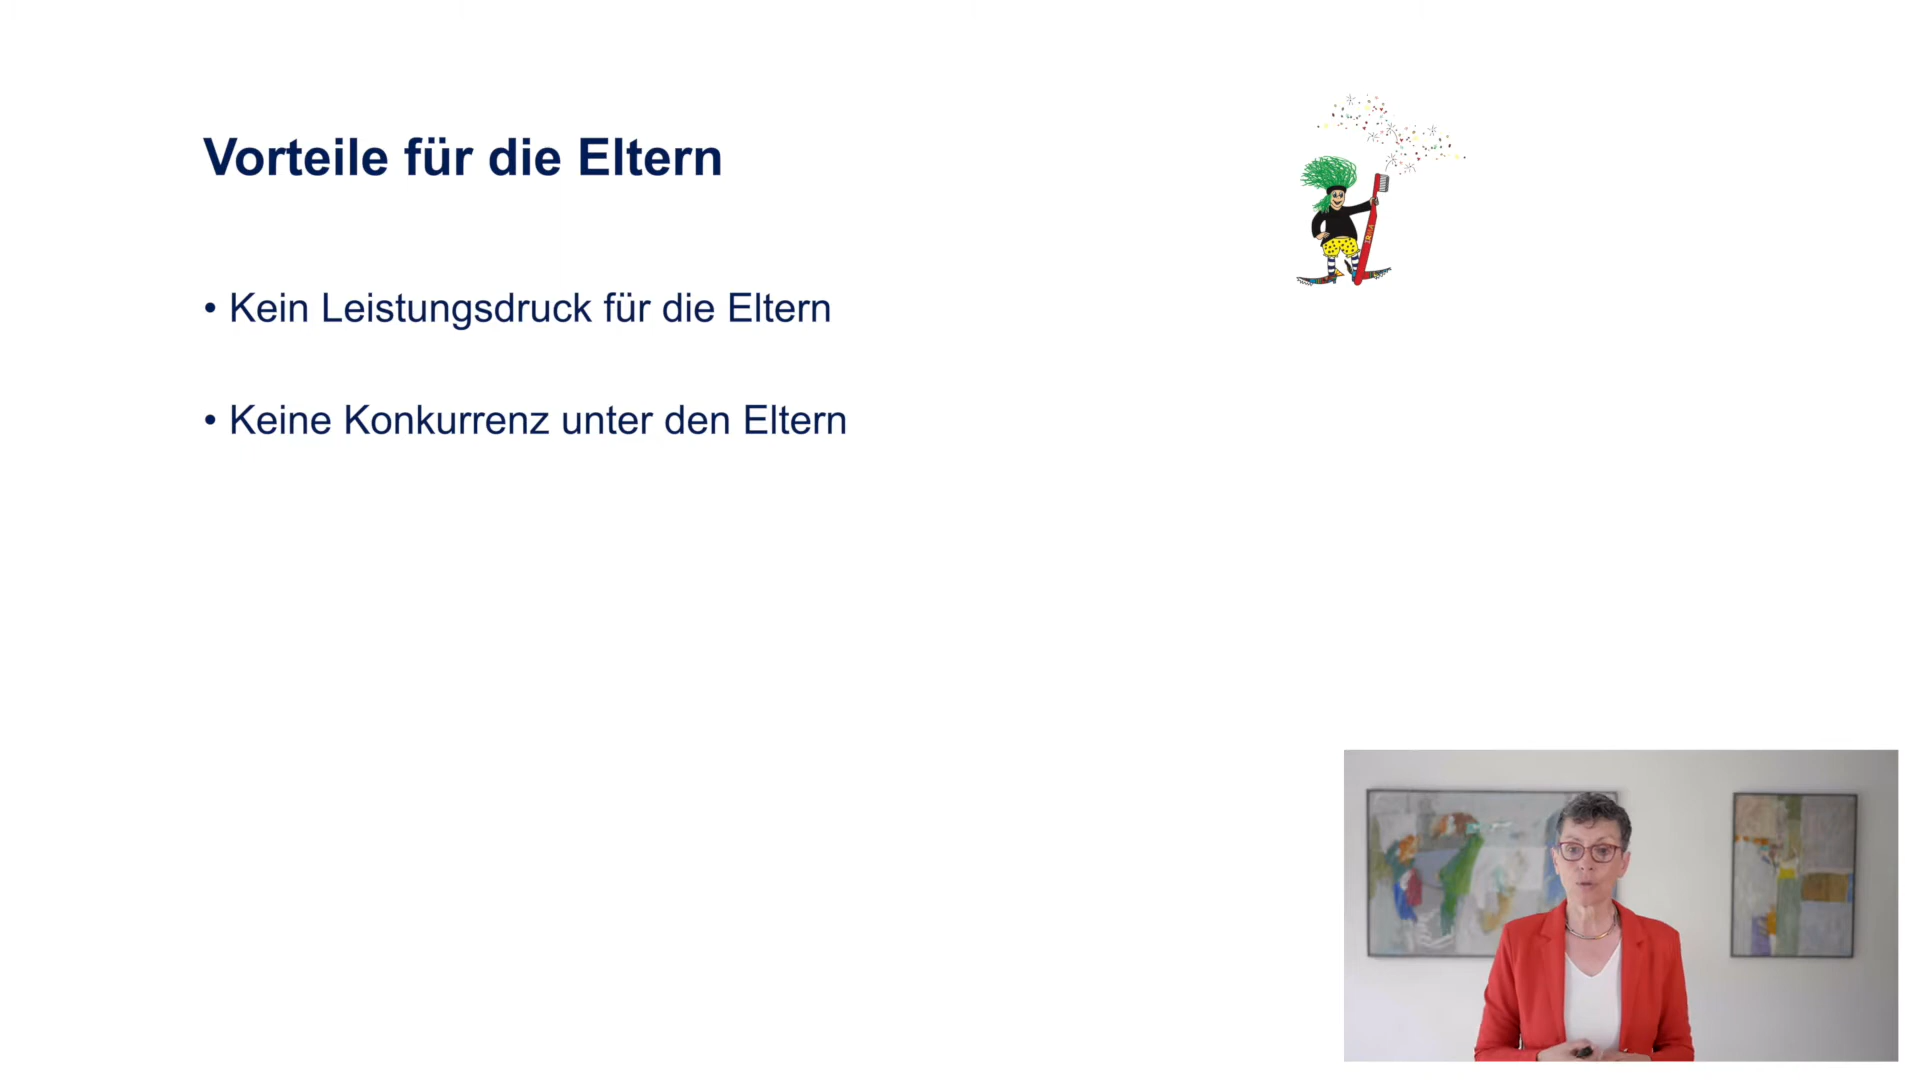 Vorteile für die Eltern
• Kein Leistungsdruck für die Eltern
• Keine Konkurrenz unter den Eltern